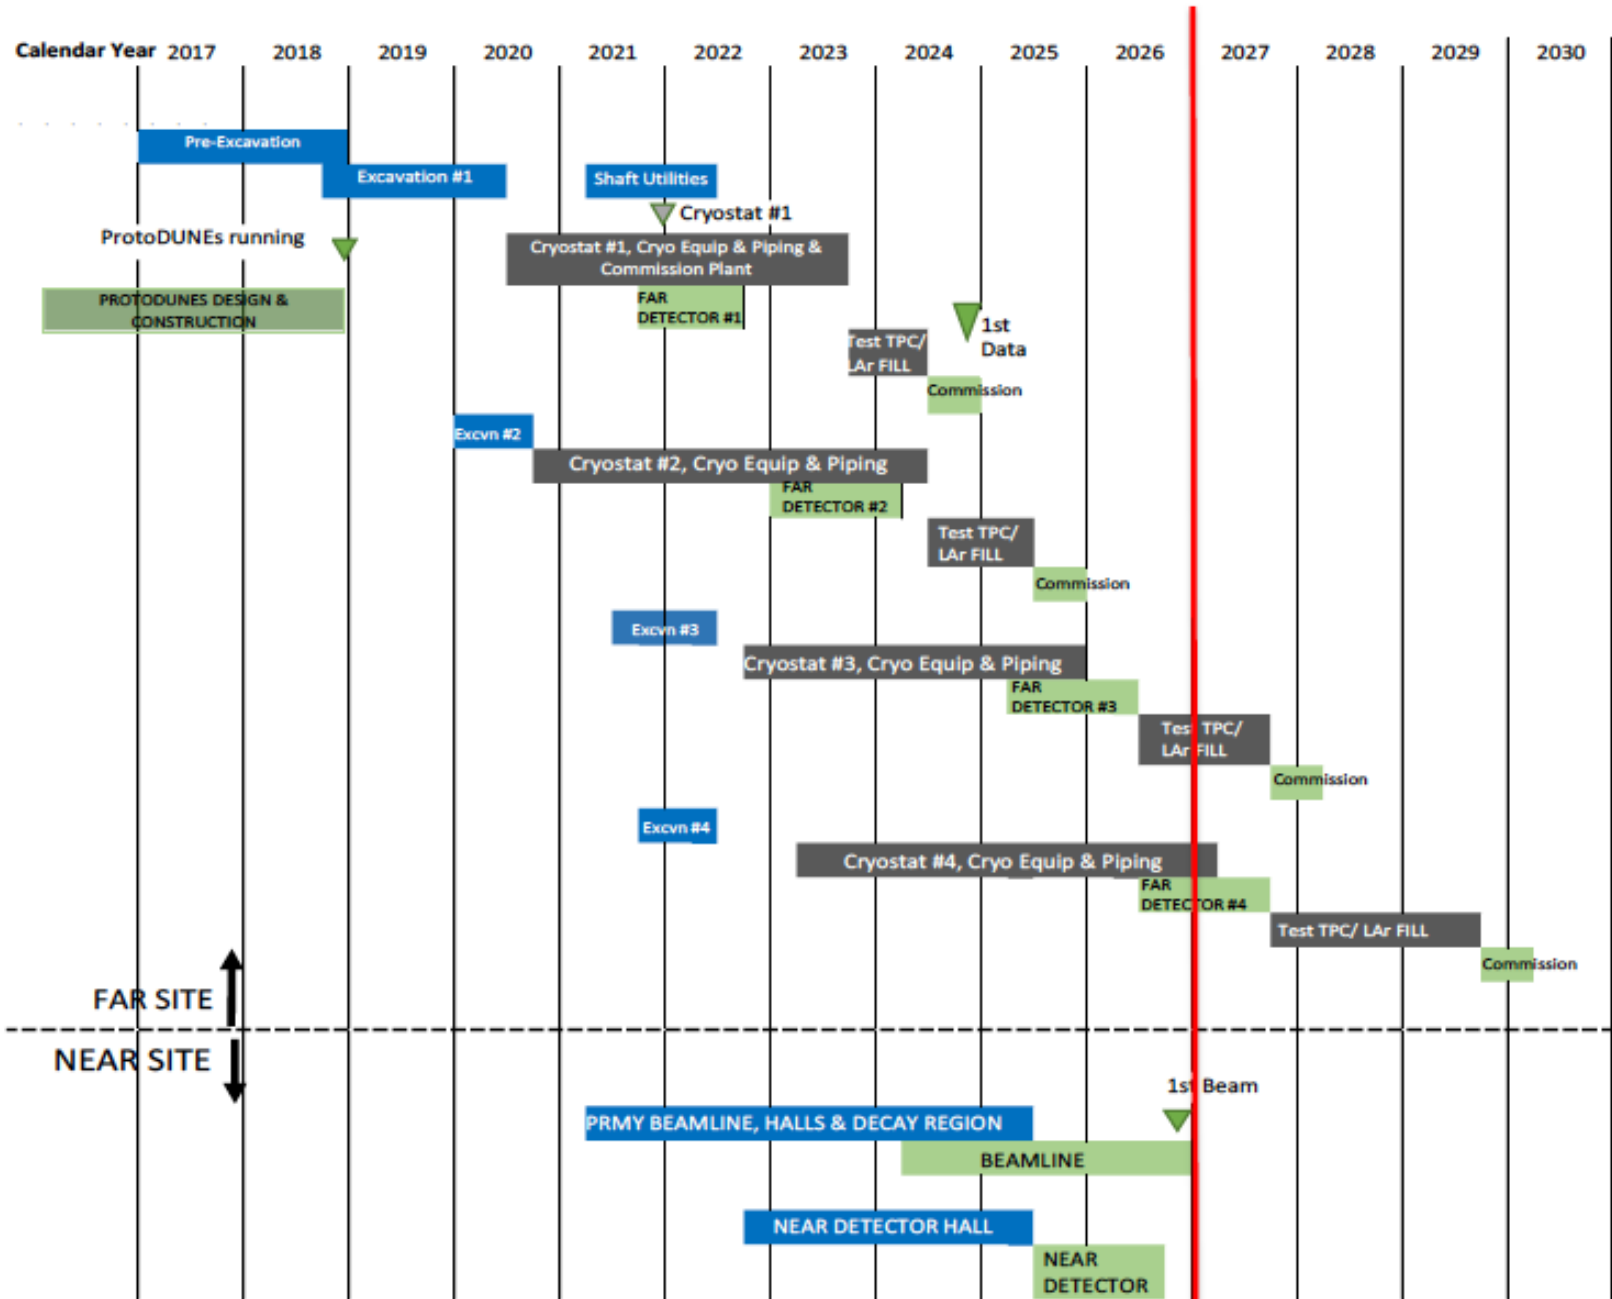 Calendar Year 2017 2018 2019 2020 2021 2022 2023 2024 2025 2026 2027 2028 2029 2030
Pre-Excavation
Excavation #1
Shaft Utilities
Cryostat #1
ProtoDUNEs running
Cryostat #1, Cryo Equip & Piping &
Commission Plant
PROTODUNES DESIGN &
CONSTRUCTION
FAR
DETECTOR #1
1st
Data
Test TPC/
LAr FILL
Commission
Excvn #2
Cryostat #2, Cryo Equip & Piping
FAR
DETECTOR #2
Test TPC/
LAr FILL
Commission
Excvn #3
Cryostat #3, Cryo Equip & Piping
FAR
DETECTOR #3
Test TPC/
LAr FILL
Commission
Excvn #4
Cryostat #4, Cryo Equip & Piping
FAR
DETECTOR #4
Test TPC/ LAr FILL
Commission
FAR SITE
NEAR SITE
1st Beam
PRMY BEAMLINE, HALLS & DECAY REGION
BEAMLINE
NEAR DETECTOR HALL
NEAR
DETECTOR